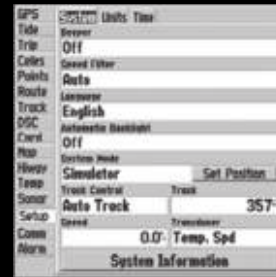 GPS
Tide
Trip
Celes
Points
Route
Track
DSC
Card
Map
Hiway
Temp
Sonar
Setup
Comm
Alarm
System Units Time
Beeper
Off
Speed Filter
Auto
Language
English
Automatic Backlight
Off
System Mode
Simulator
Set Position
Track Control Track
Auto Track 357°
Speed Transducer
0.0 Temp. Spd
System Information